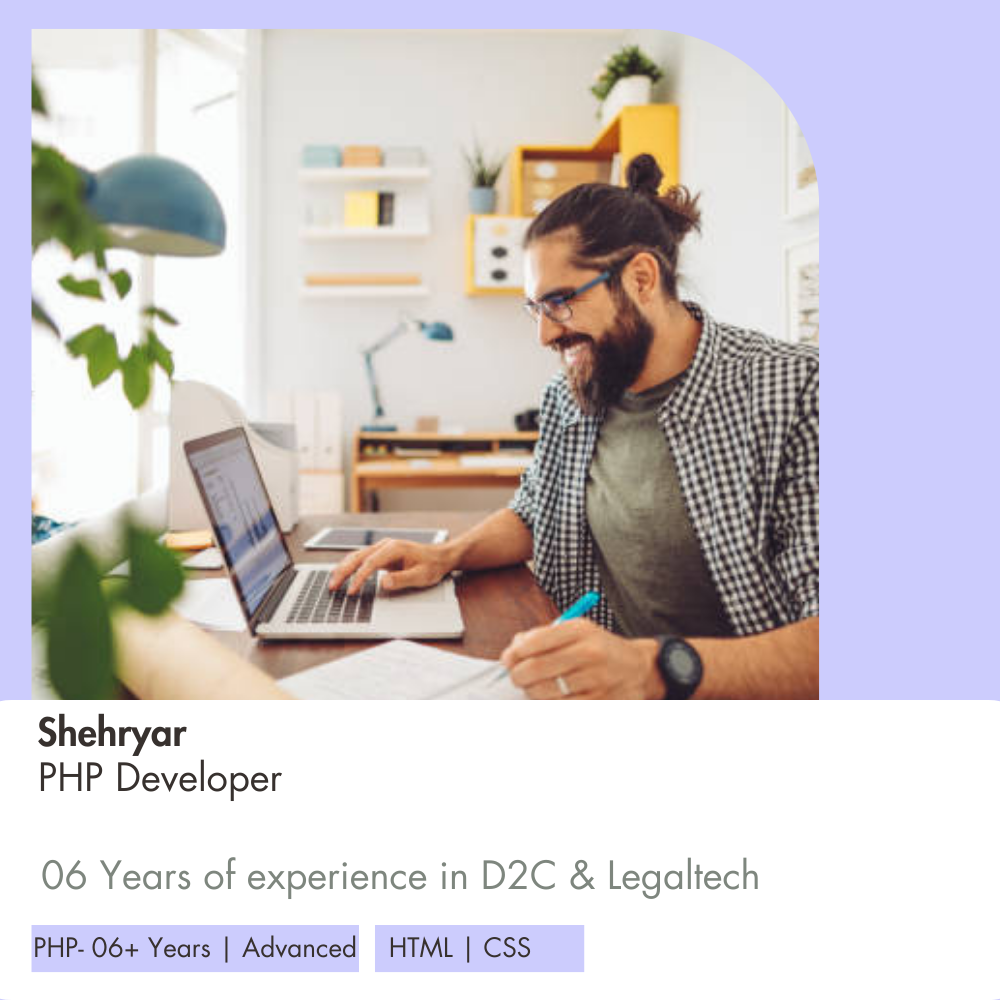 Shehryar
PHP Developer
06 Years of experience in D2C & Legaltech
PHP- 06+ Years | Advanced
HTML | CSS